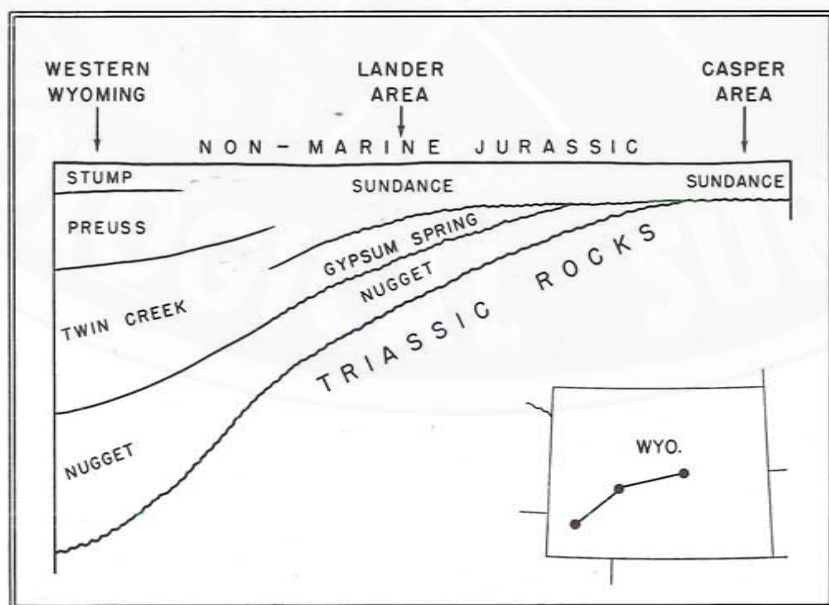 WESTERN
WYOMING
LANDER
AREA
CASPER
AREA
NON-MARINE JURASSIC
STUMP
SUNDANCE
SUNDANCE
PREUSS
GYPSUM SPRING
NUGGET
TWIN CREEK
TRIASSIC ROCKS
NUGGET
WYO.